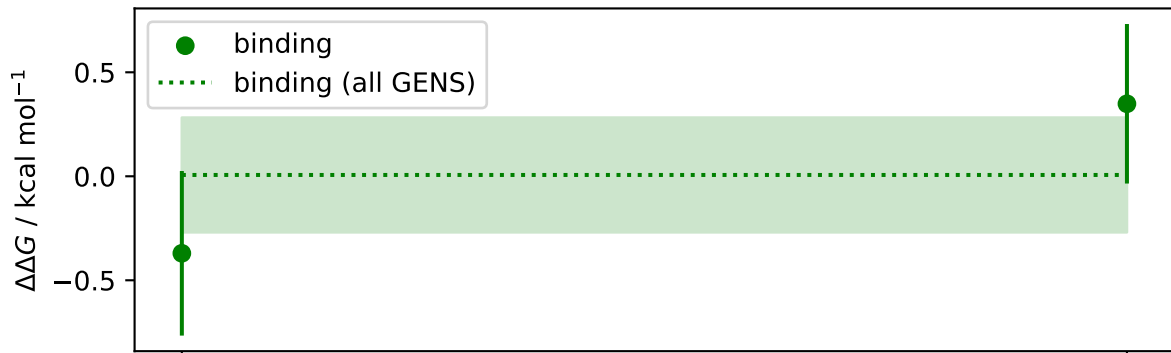 binding
binding (all GENS)
ΔΔG / kcal mol⁻¹
0.5
0.0
−0.5